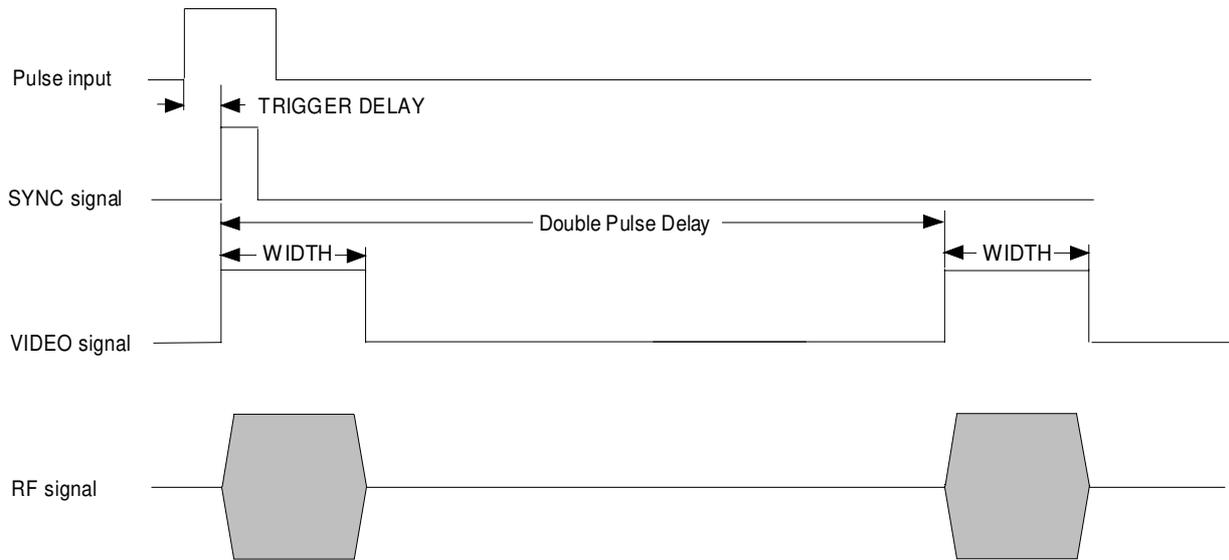 Pulse input
TRIGGER DELAY
SYNC signal
Double Pulse Delay
WIDTH
WIDTH
VIDEO signal
RF signal